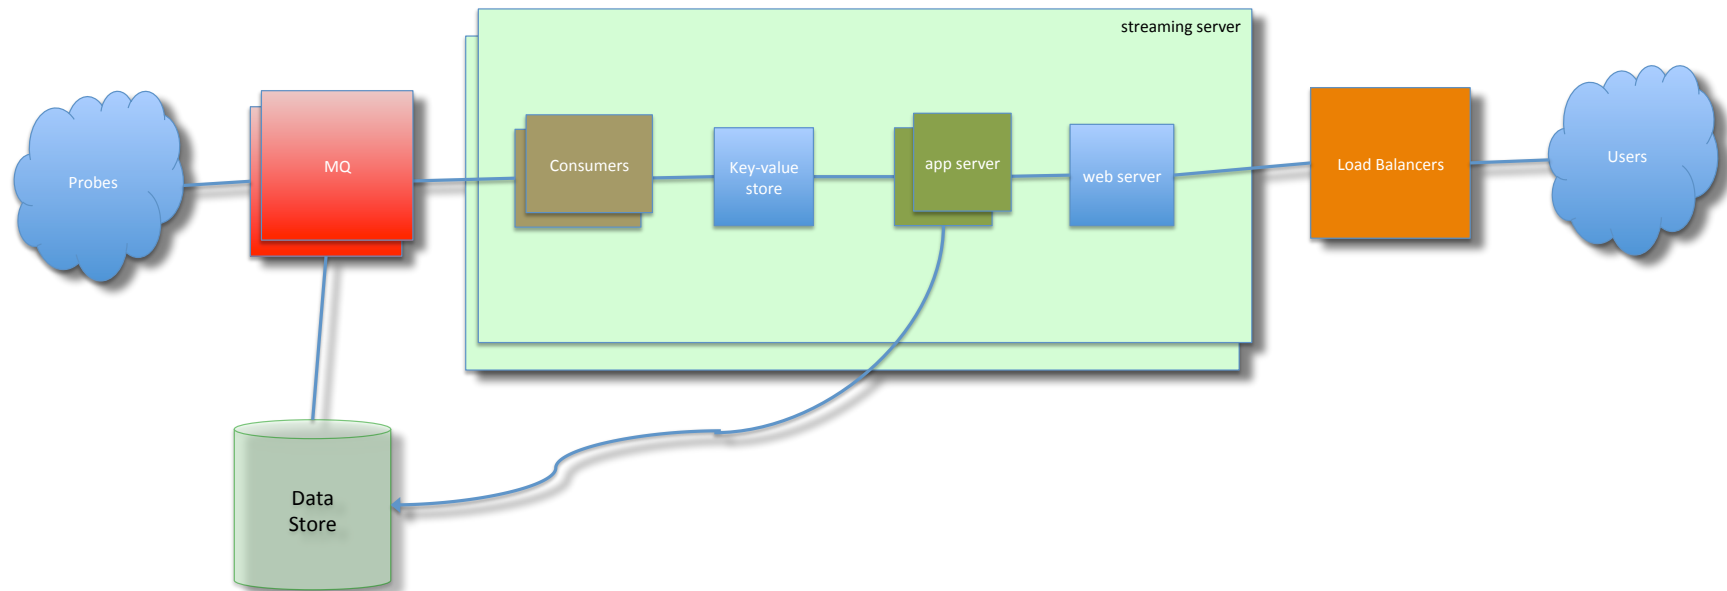 streaming server
Probes
MQ
Consumers
Key-value
store
app server
web server
Load Balancers
Users
Data
Store